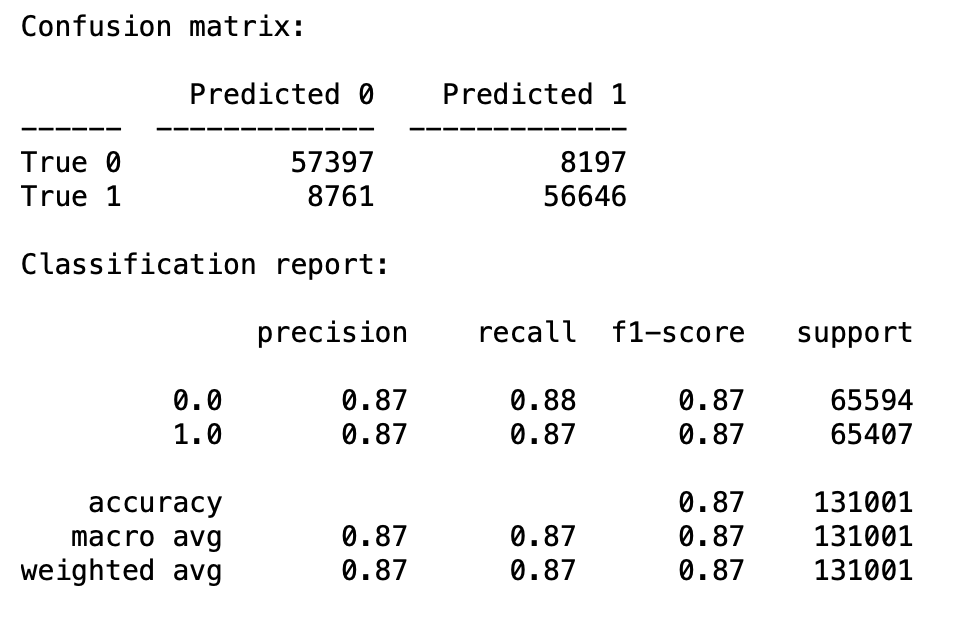 Confusion matrix:
Predicted 0 Predicted 1
------ ------------- -------------
True 0 57397 8197
True 1 8761 56646
Classification report:
precision recall f1-score support
0.0 0.87 0.88 0.87 65594
1.0 0.87 0.87 0.87 65407
accuracy 0.87 131001
macro avg 0.87 0.87 0.87 131001
weighted avg 0.87 0.87 0.87 131001